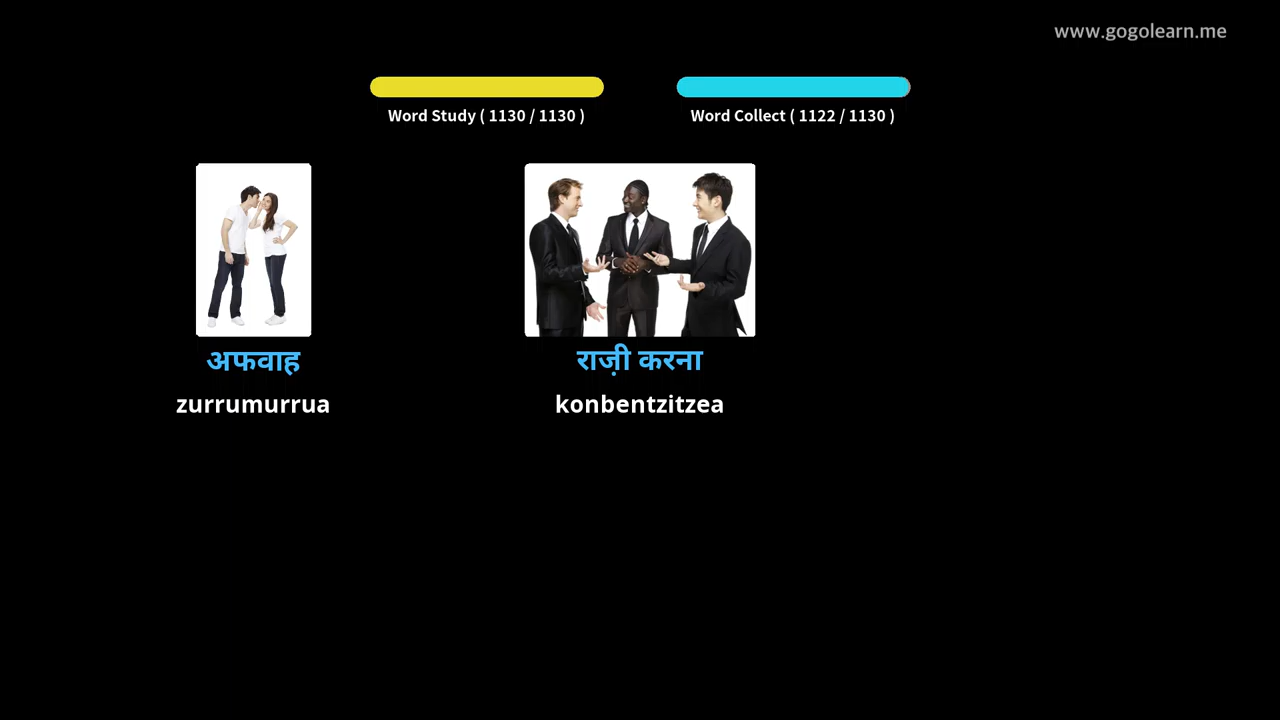 www.gogolearn.me
Word Study ( 1130 / 1130 )
Word Collect ( 1122 / 1130 )
अफवाह
zurrumurrua
राज़ी करना
konbentzitzea